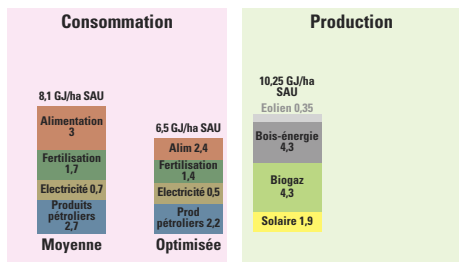 Consommation
8,1 GJ/ha SAU
Alimentation
3
Fertilisation
1,7
Electricité 0,7
Produits
pétroliers
2,7
Moyenne
6,5 GJ/ha SAU
Alim 2,4
Fertilisation
1,4
Electricité 0,5
Prod
pétroliers 2,2
Optimisée
Production
10,25 GJ/ha
SAU
Eolien 0,35
Bois-énergie
4,3
Biogaz
4,3
Solaire 1,9